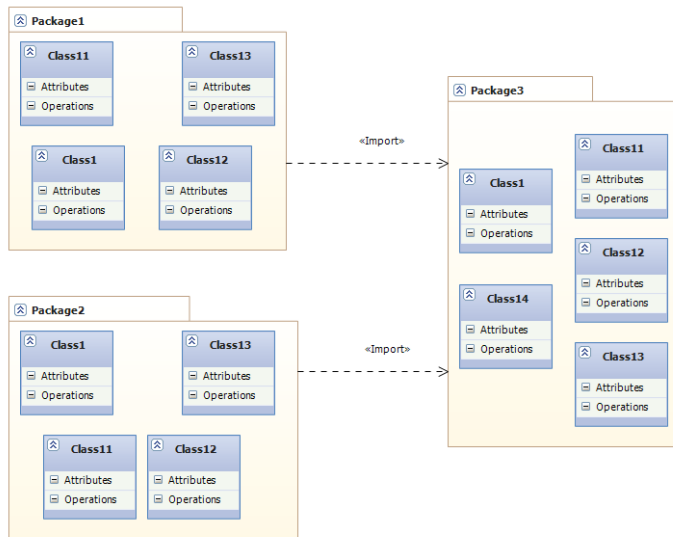 Package1
Class11
Attributes
Operations
Class13
Attributes
Operations
Class1
Attributes
Operations
Class12
Attributes
Operations
«Import»
Package2
Class1
Attributes
Operations
Class13
Attributes
Operations
Class11
Attributes
Operations
Class12
Attributes
Operations
«Import»
Package3
Class11
Attributes
Operations
Class1
Attributes
Operations
Class12
Attributes
Operations
Class14
Attributes
Operations
Class13
Attributes
Operations